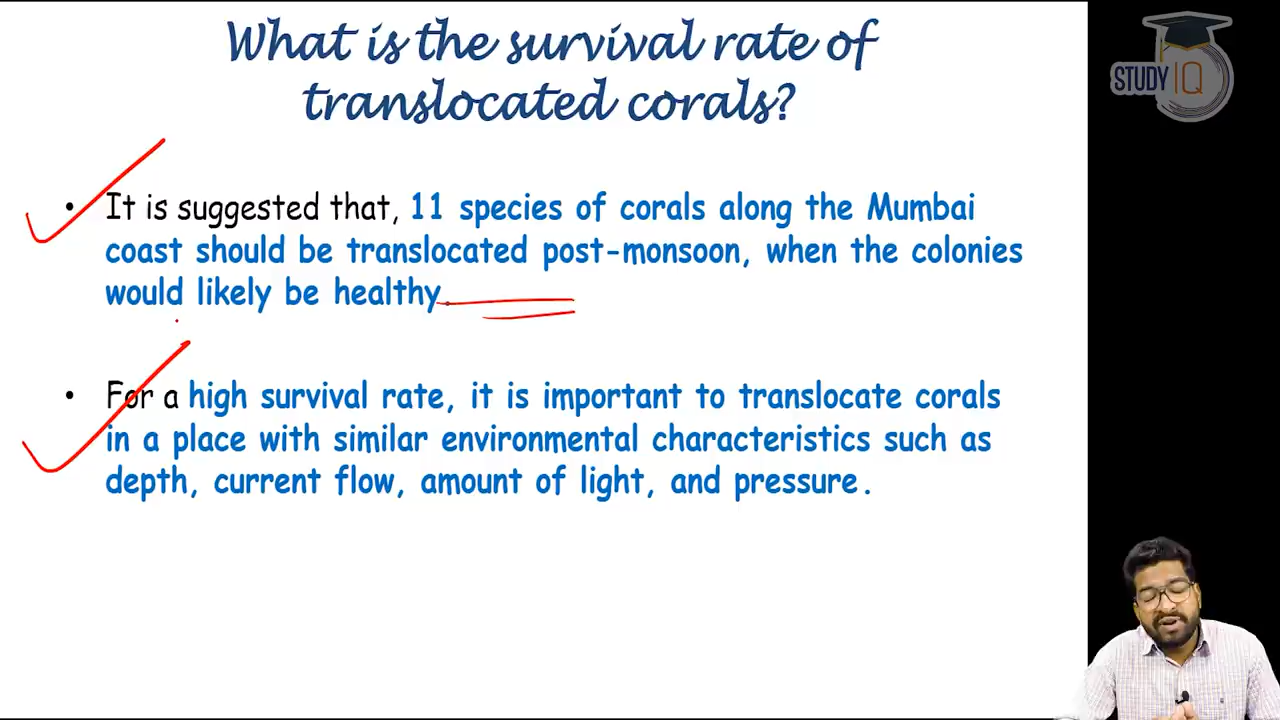 What is the survival rate of
translocated corals?
STUDY IQ
• It is suggested that, 11 species of corals along the Mumbai
coast should be translocated post-monsoon, when the colonies
would likely be healthy.
• For a high survival rate, it is important to translocate corals
in a place with similar environmental characteristics such as
depth, current flow, amount of light, and pressure.